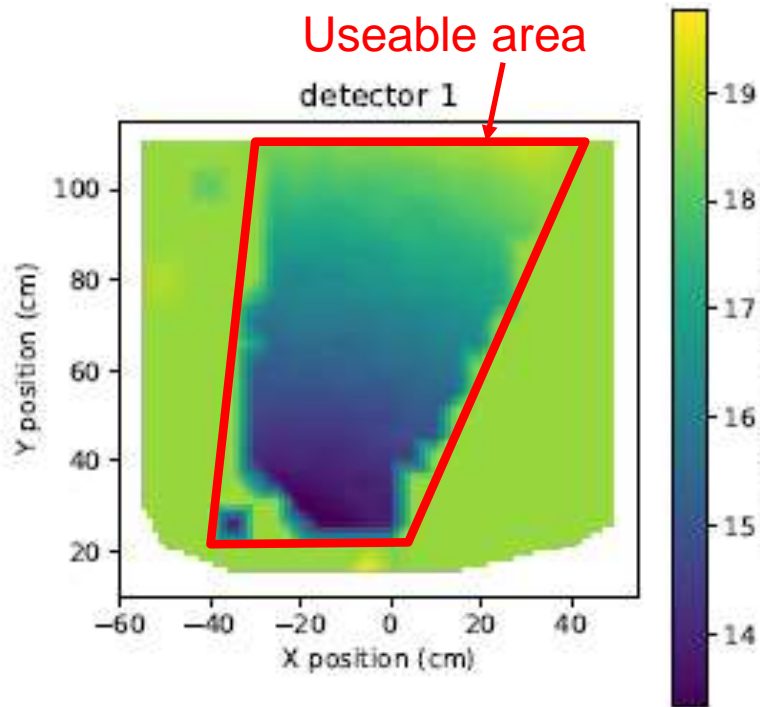 Useable area
detector 1
Y position (cm)
100
80
60
40
20
−60 −40 −20 0 20 40
X position (cm)
19
18
17
16
15
14